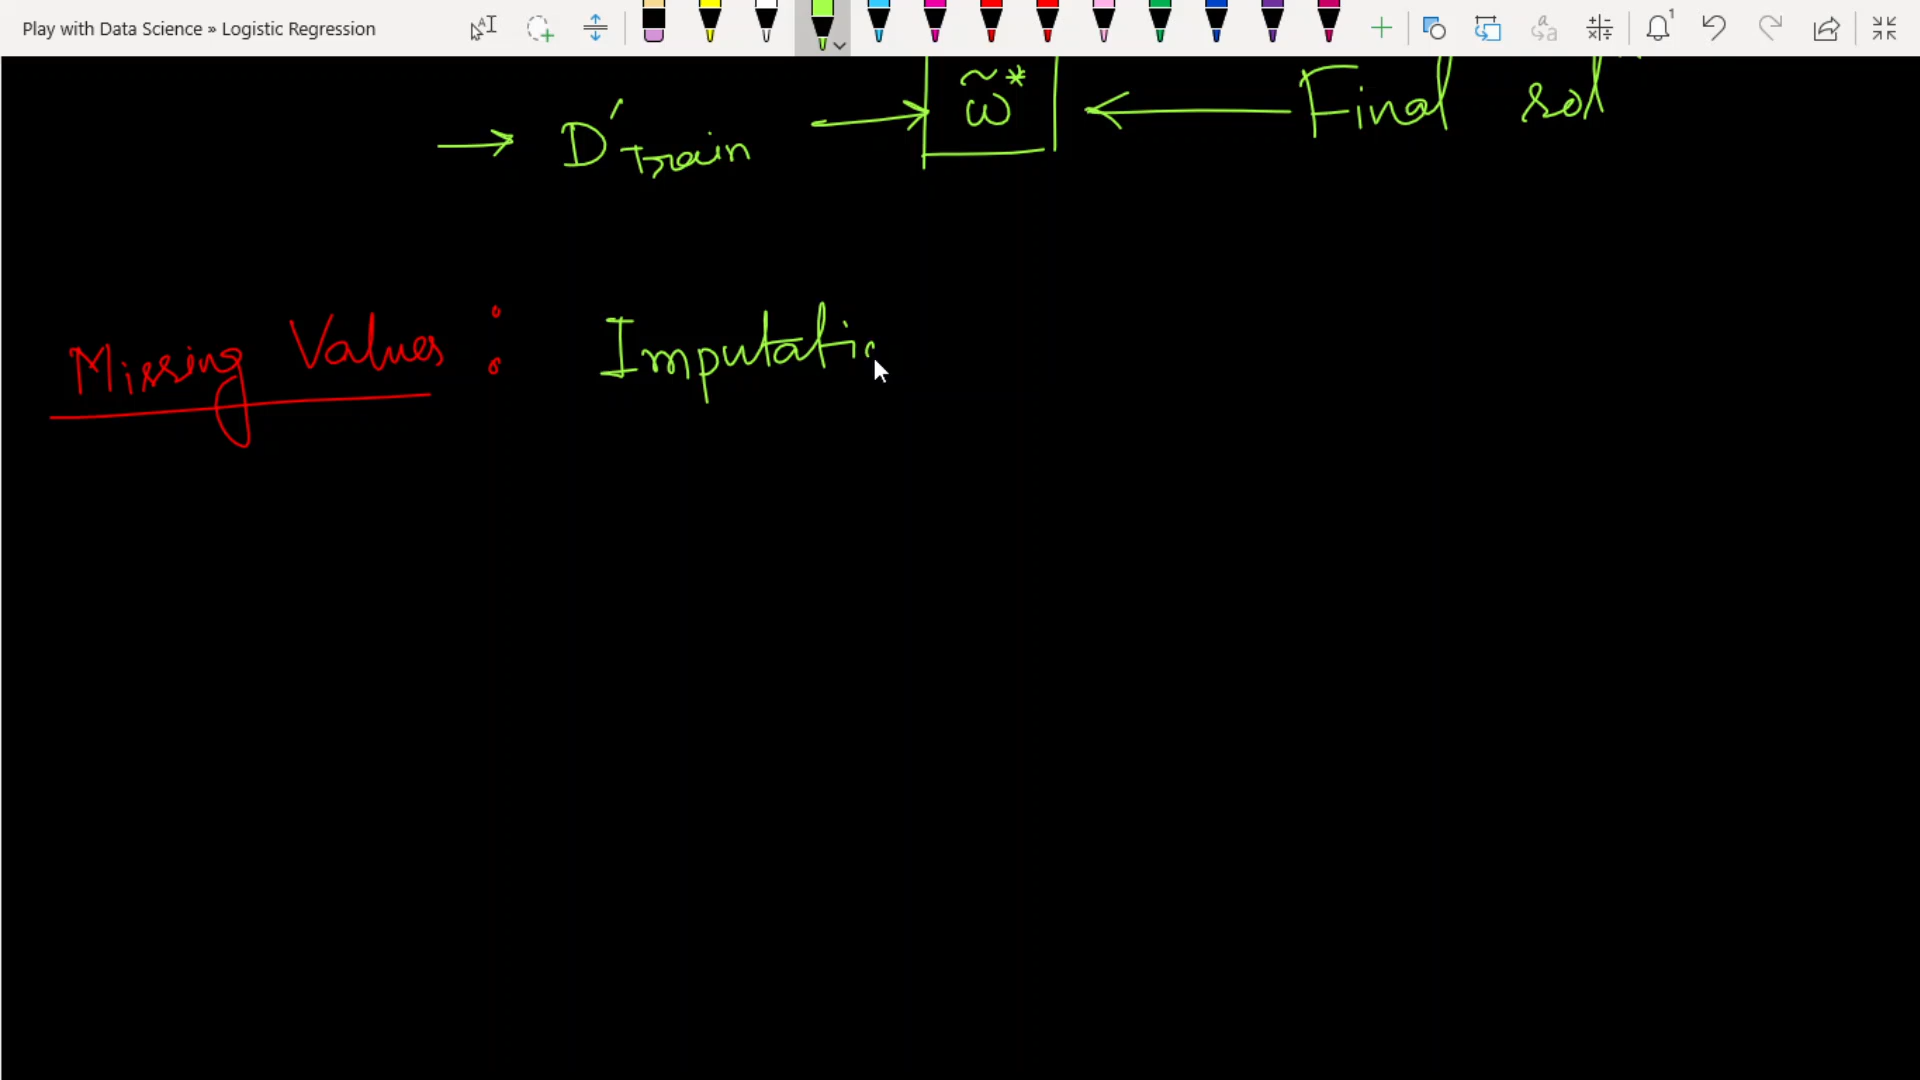 Play with Data Science » Logistic Regression
ω̃* Final sol
→ D'Train → ←
Missing Values : Imputatio